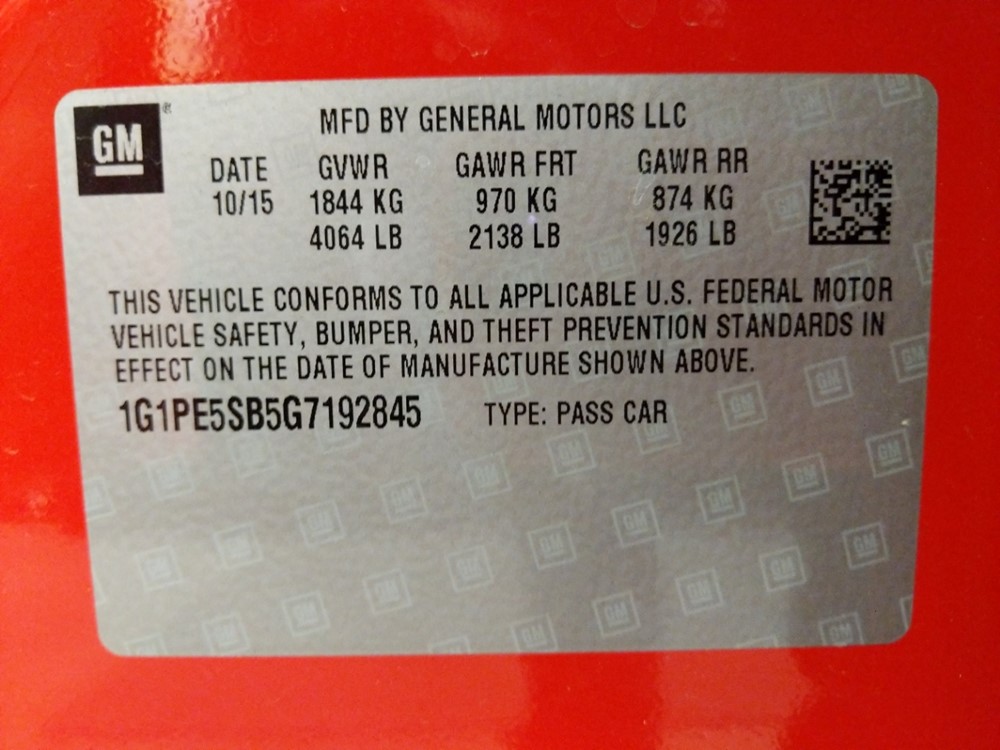 GM ®
MFD BY GENERAL MOTORS LLC
DATE GVWR GAWR FRT GAWR RR
10/15 1844 KG 970 KG 874 KG
4064 LB 2138 LB 1926 LB
THIS VEHICLE CONFORMS TO ALL APPLICABLE U.S. FEDERAL MOTOR
VEHICLE SAFETY, BUMPER, AND THEFT PREVENTION STANDARDS IN
EFFECT ON THE DATE OF MANUFACTURE SHOWN ABOVE.
1G1PE5SB5G7192845 TYPE: PASS CAR